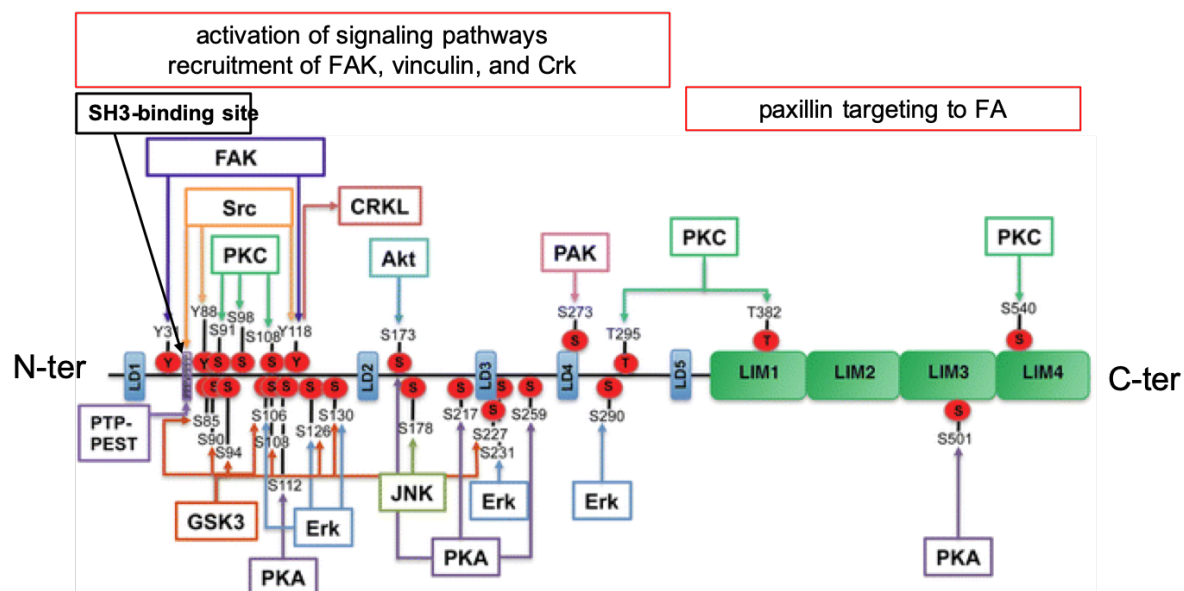 activation of signaling pathways
recruitment of FAK, vinculin, and Crk
SH3-binding site
paxillin targeting to FA
FAK
Src
CRKL
PKC
Akt
PAK
PKC
PKC
Y31
Y88
S91
S98
S108
Y118
S173
S273
T295
T382
S540
Y
Y
S
S
S
Y
S
S
T
T
S
N-ter
LD1
LD2
LD3
LD4
LD5
LIM1
LIM2
LIM3
LIM4
C-ter
S
S
S
S
S
S
S
S
S
S
S
S
S
S
PTP-
PEST
S85
S90
S94
S106
S108
S112
S126
S130
S178
S217
S227
S231
S259
S290
S501
GSK3
Erk
JNK
Erk
Erk
PKA
PKA
PKA